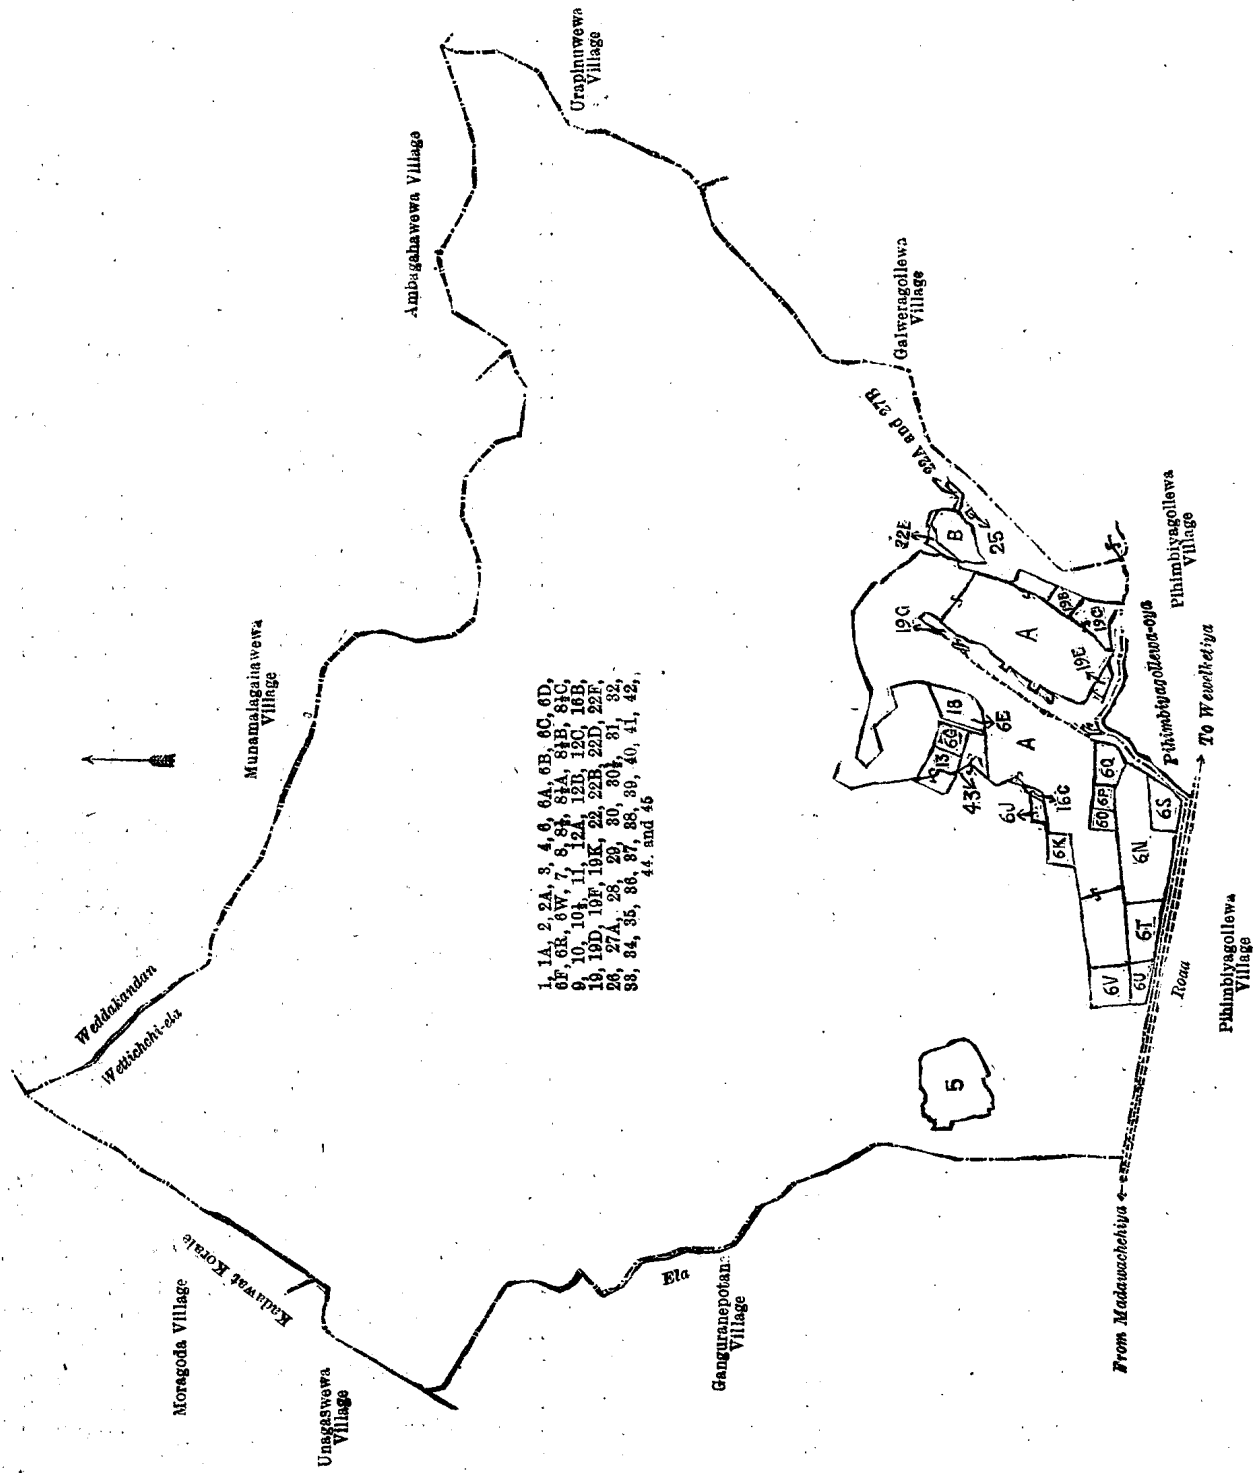 Moragoda Village
Unagaswewa
Village
Kadawat Korale
Weddakandan
Wettichchi-ela
Munamalagahawewa
Village
Ambagahawewa Village
Urapinuwewa
Village
Galweragollewa
Village
22A and 27B
1, 1A, 2, 2A, 3, 4, 6, 6A, 6B, 6C, 6D,
6F, 6R, 6W, 7, 8, 8½, 8½A, 8½B, 8½C,
9, 10, 10½, 11, 12A, 12B, 12C, 16B,
19, 19D, 19F, 19K, 22, 22B, 22D, 22F,
26, 27A, 28, 29, 30, 30½, 31, 32,
33, 34, 35, 36, 37, 38, 39, 40, 41, 42,
44, and 45
Ela
Ganguranepotana
Village
5
22E
B
25
19G
A
19B
19C
19E
18
6G
13
6E
43
A
6J
16C
6K
6O
6P
6Q
6S
6N
6T
6U
6V
Pihimbiyagollewa-oya
Pihimbiyagollewa
Village
To Wewelketiya
Road
From Madawachchiya
Pihimbiyagollewa
Village